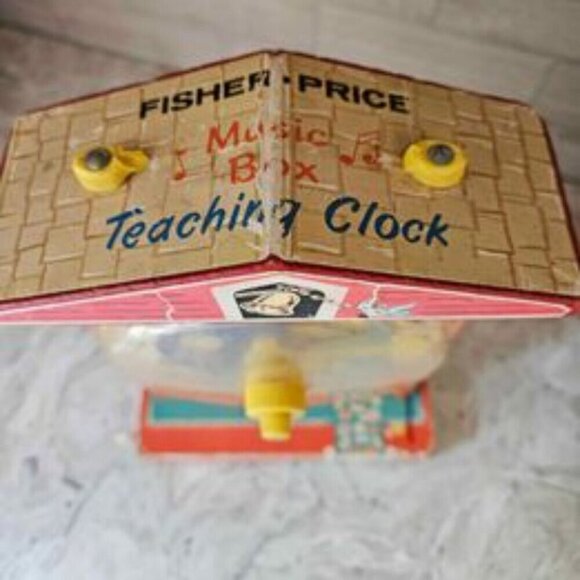 FISHER-PRICE
Music
Box
Teaching Clock